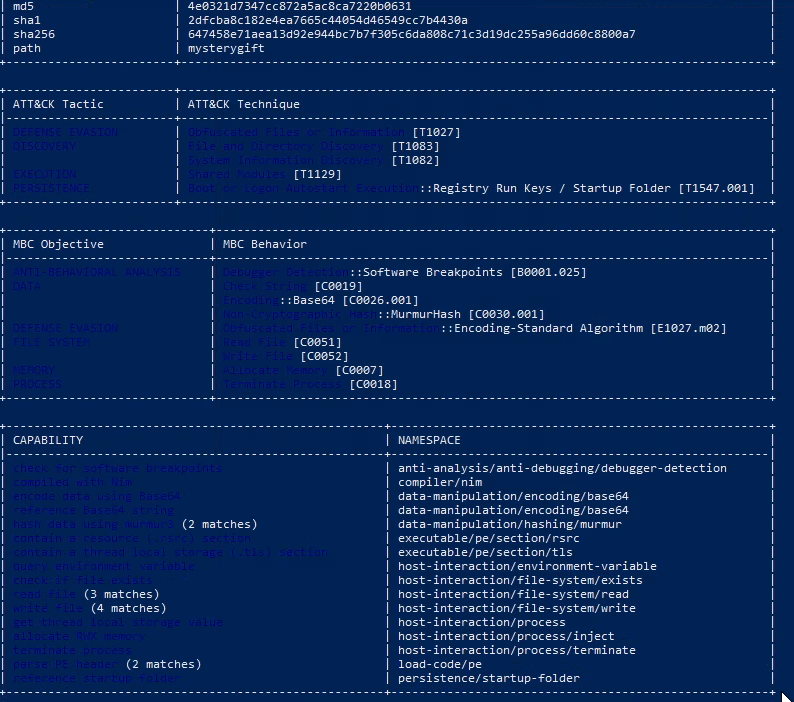 md5 4e0321d7347cc872a5ac8ca7220b0631
sha1 2dfcba8c182e4ea7665c44054d46549cc7b4430a
sha256 647458e71aea13d92e944bc7b7f305c6da808c71c3d19dc255a96dd60c8800a7
path mysterygift
ATT&CK Tactic ATT&CK Technique
DEFENSE EVASION Obfuscated Files or Information [T1027]
DISCOVERY File and Directory Discovery [T1083]
System Information Discovery [T1082]
EXECUTION Shared Modules [T1129]
PERSISTENCE Boot or Logon Autostart Execution::Registry Run Keys / Startup Folder [T1547.001]
MBC Objective MBC Behavior
ANTI-BEHAVIORAL ANALYSIS Debugger Detection::Software Breakpoints [B0001.025]
DATA Check String [C0019]
Encoding::Base64 [C0026.001]
Non-Cryptographic Hash::MurmurHash [C0030.001]
DEFENSE EVASION Obfuscated Files or Information::Encoding-Standard Algorithm [E1027.m02]
FILE SYSTEM Read File [C0051]
Write File [C0052]
MEMORY Allocate Memory [C0007]
PROCESS Terminate Process [C0018]
CAPABILITY NAMESPACE
check for software breakpoints anti-analysis/anti-debugging/debugger-detection
compiled with Nim compiler/nim
encode data using Base64 data-manipulation/encoding/base64
reference Base64 string data-manipulation/encoding/base64
hash data using murmur3 (2 matches) data-manipulation/hashing/murmur
contain a resource (.rsrc) section executable/pe/section/rsrc
contain a thread local storage (.tls) section executable/pe/section/tls
query environment variable host-interaction/environment-variable
check if file exists host-interaction/file-system/exists
read file (3 matches) host-interaction/file-system/read
write file (4 matches) host-interaction/file-system/write
get thread local storage value host-interaction/process
allocate RWX memory host-interaction/process/inject
terminate process host-interaction/process/terminate
parse PE header (2 matches) load-code/pe
reference startup folder persistence/startup-folder